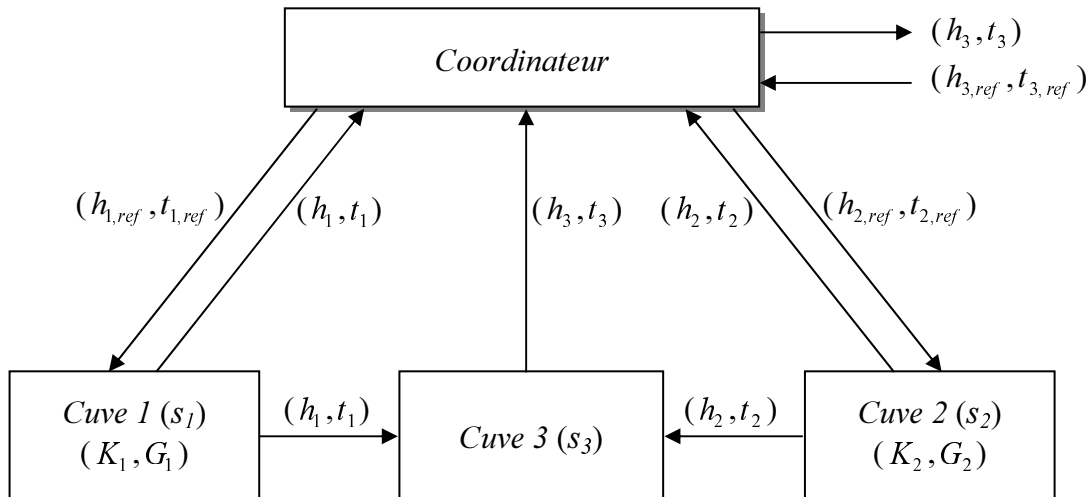 Coordinateur
(h₃,t₃)
(h₃,ref,t₃,ref)
(h₁,ref,t₁,ref)
(h₁,t₁)
(h₃,t₃)
(h₂,t₂)
(h₂,ref,t₂,ref)
Cuve 1 (s₁)
(K₁,G₁)
(h₁,t₁)
Cuve 3 (s₃)
(h₂,t₂)
Cuve 2 (s₂)
(K₂,G₂)